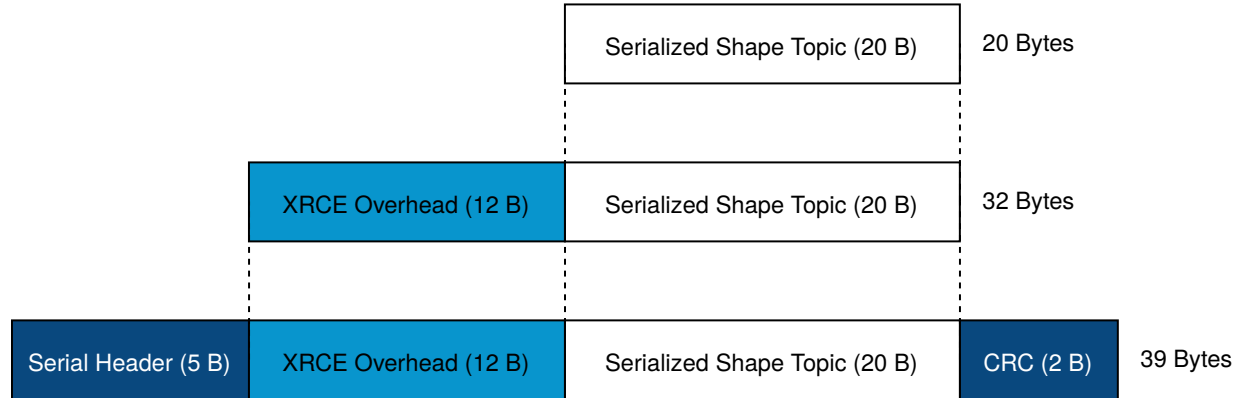 Serialized Shape Topic (20 B) 20 Bytes
XRCE Overhead (12 B) Serialized Shape Topic (20 B) 32 Bytes
Serial Header (5 B) XRCE Overhead (12 B) Serialized Shape Topic (20 B) CRC (2 B) 39 Bytes